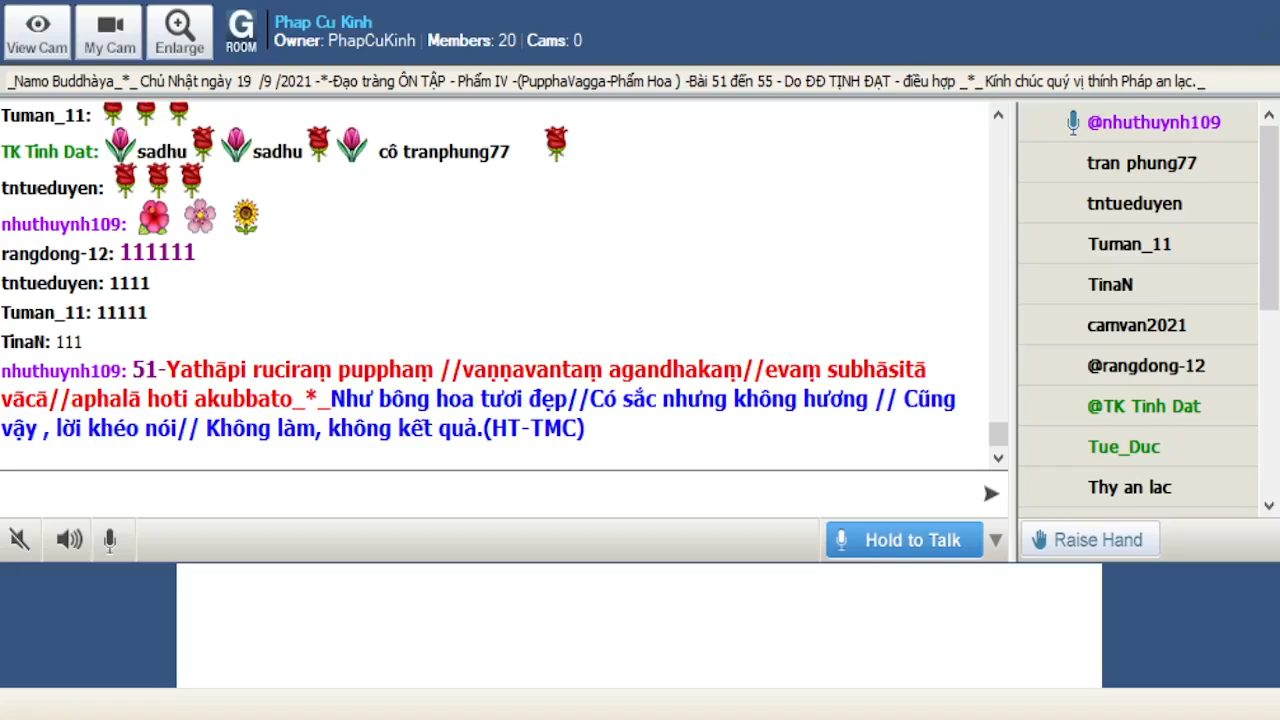 View Cam
My Cam
Enlarge
G
ROOM
Phap Cu Kinh
Owner: PhapCuKinh | Members: 20 | Cams: 0
_Namo Buddhàya_*_ Chủ Nhật ngày 19 /9 /2021 -*-Đạo tràng ÔN TẬP - Phẩm IV -(PupphaVagga-Phẩm Hoa ) -Bài 51 đến 55 - Do ĐĐ TỊNH ĐẠT - điều hợp _*_ Kính chúc quý vị thính Pháp an lạc._
Tuman_11:
TK Tinh Dat: sadhu sadhu cô tranphung77
tntueduyen:
nhuthuynh109:
rangdong-12: 111111
tntueduyen: 1111
Tuman_11: 11111
TinaN: 111
nhuthuynh109: 51-Yathāpi ruciraṃ pupphaṃ //vaṇṇavantaṃ agandhakaṃ//evaṃ subhāsitā
vācā//aphalā hoti akubbato_*_Như bông hoa tươi đẹp//Có sắc nhưng không hương // Cũng
vậy , lời khéo nói// Không làm, không kết quả.(HT-TMC)
@nhuthuynh109
tran phung77
tntueduyen
Tuman_11
TinaN
camvan2021
@rangdong-12
@TK Tinh Dat
Tue_Duc
Thy an lac
Hold to Talk
Raise Hand